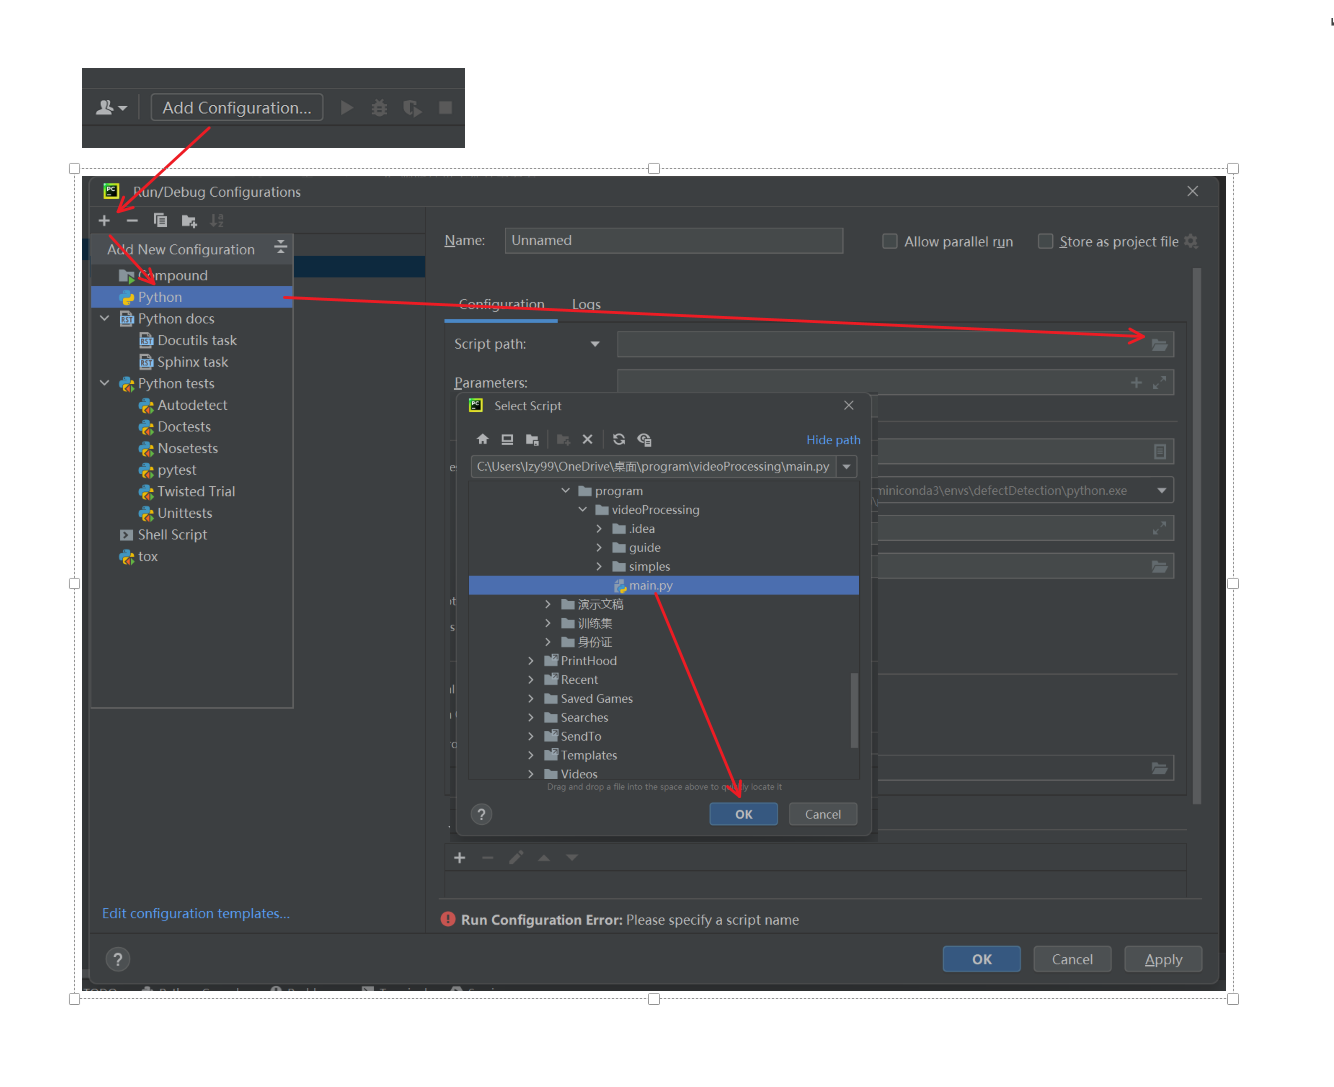 Add Configuration...
Run/Debug Configurations
Add New Configuration
Compound
Python
Python docs
Docutils task
Sphinx task
Python tests
Autodetect
Doctests
Nosetests
pytest
Twisted Trial
Unittests
Shell Script
tox
Edit configuration templates...
Name:
Unnamed
Allow parallel run
Store as project file
Configuration
Logs
Script path:
Parameters:
miniconda3\envs\defectDetection\python.exe
Select Script
Hide path
C:\Users\lzy99\OneDrive\桌面\program\videoProcessing\main.py
program
videoProcessing
.idea
guide
simples
main.py
演示文稿
训练集
身份证
PrintHood
Recent
Saved Games
Searches
SendTo
Templates
Videos
Drag and drop a file into the space above to quickly locate it
OK
Cancel
Run Configuration Error: Please specify a script name
OK
Cancel
Apply